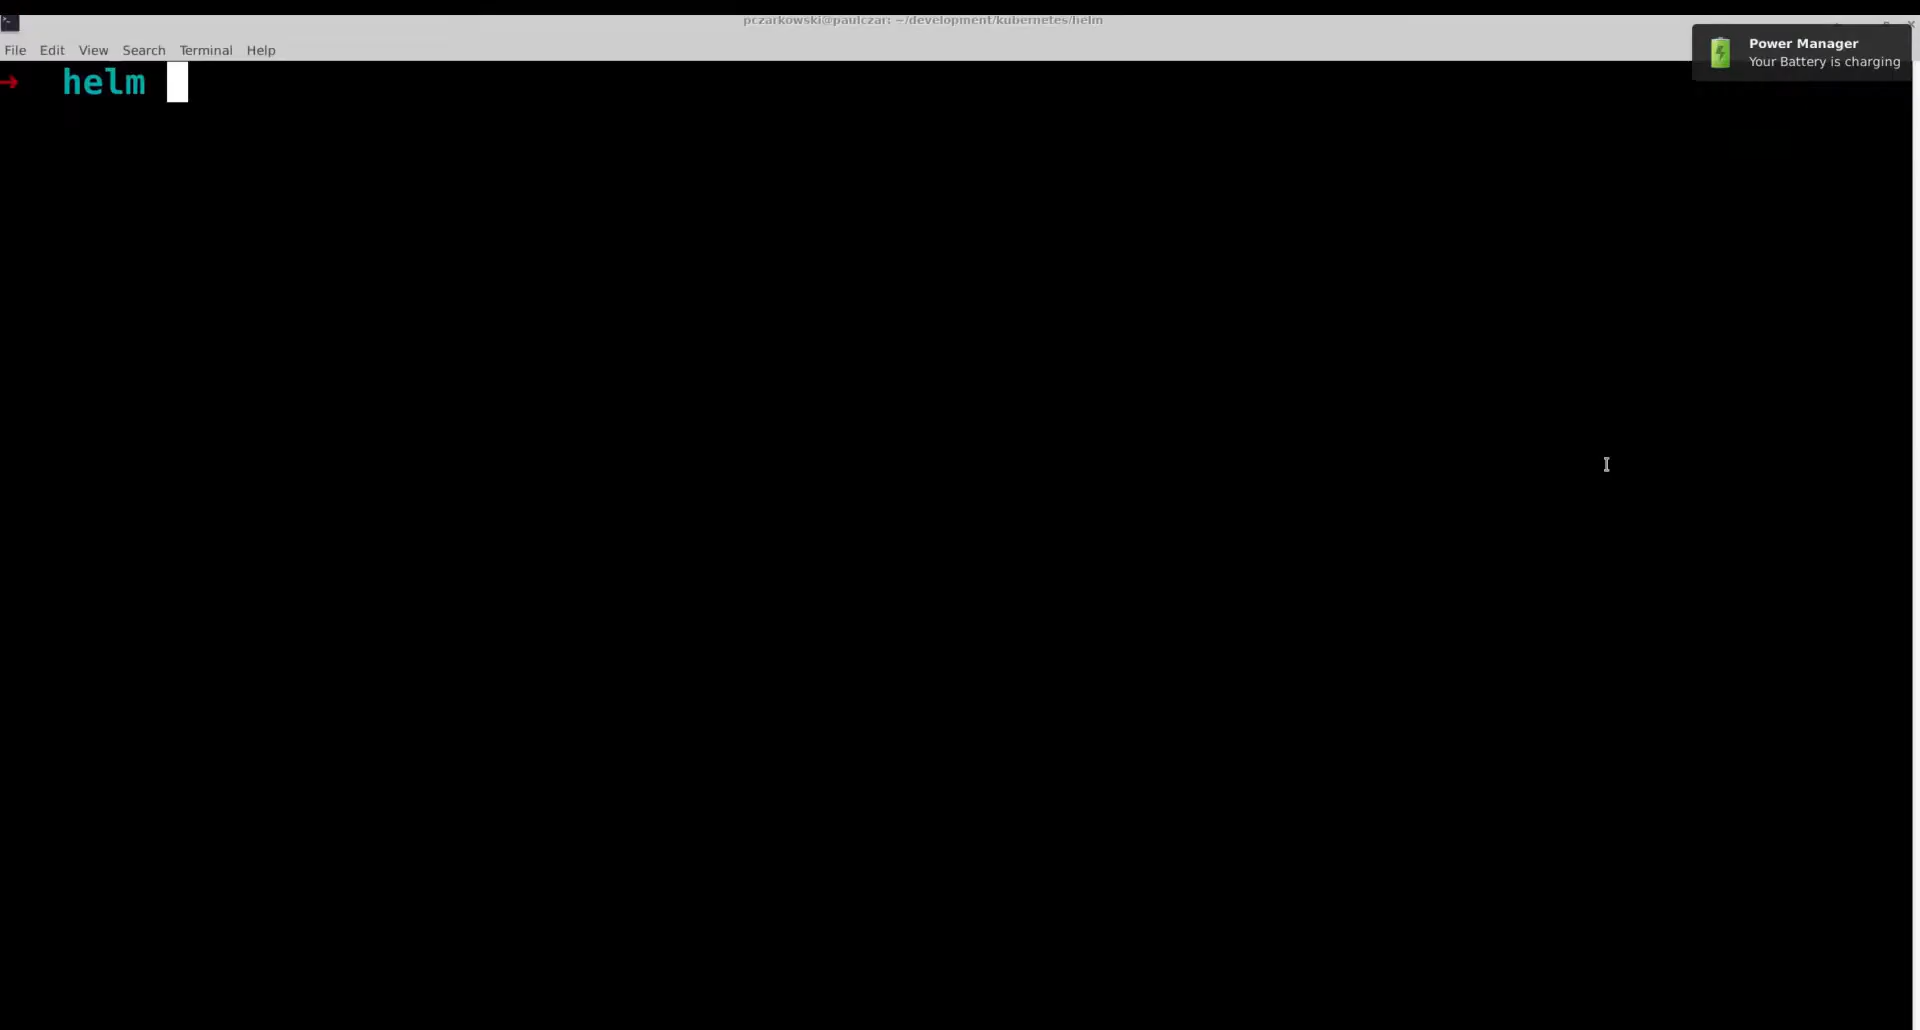 pczarkowski@paulczar: ~/development/kubernetes/helm
File Edit View Search Terminal Help
Power Manager
Your Battery is charging
→ helm